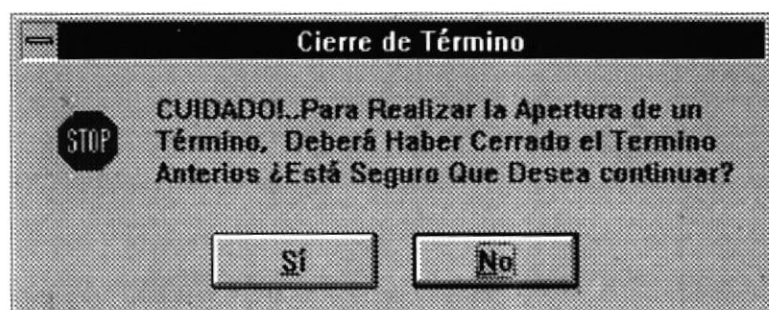 Cierre de Término
STOP
CUIDADO!..Para Realizar la Apertura de un
Término, Deberá Haber Cerrado el Termino
Anterios ¿Está Seguro Que Desea continuar?
Sí
No